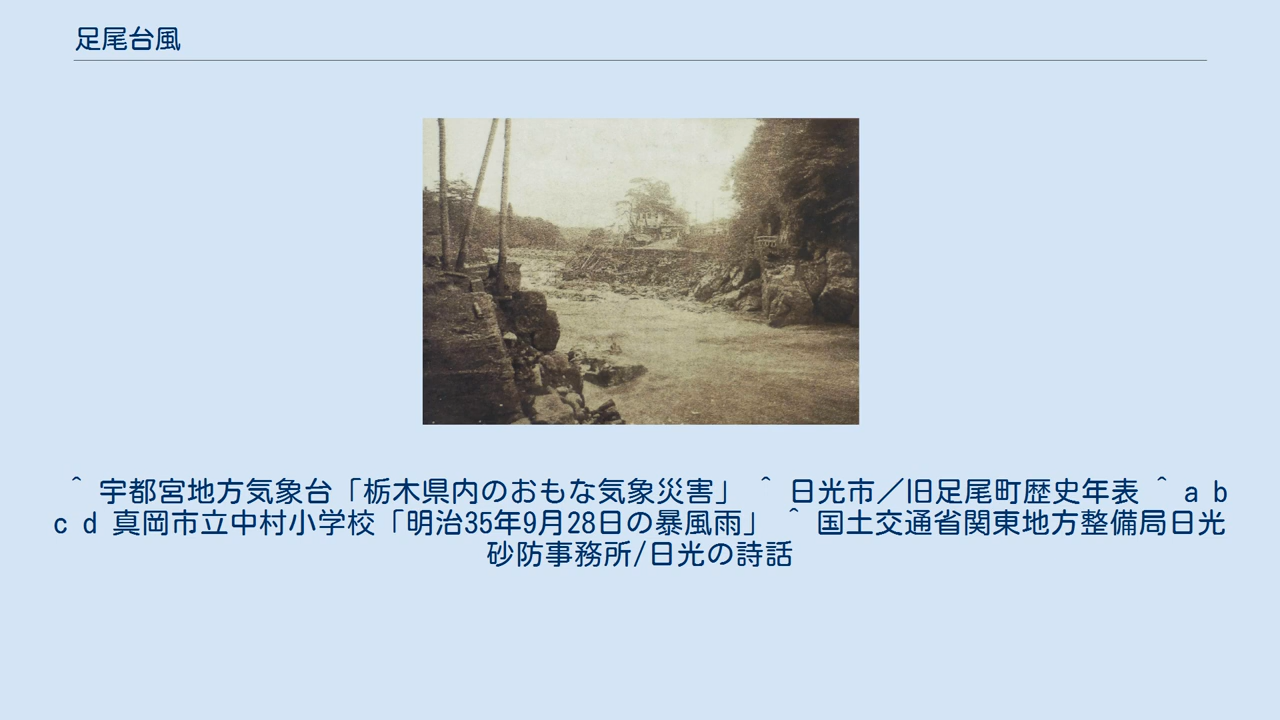 足尾台風
＾ 宇都宮地方気象台「栃木県内のおもな気象災害」 ＾ 日光市／旧足尾町歴史年表 ＾ a b
c d 真岡市立中村小学校「明治35年9月28日の暴風雨」 ＾ 国土交通省関東地方整備局日光
砂防事務所/日光の詩話